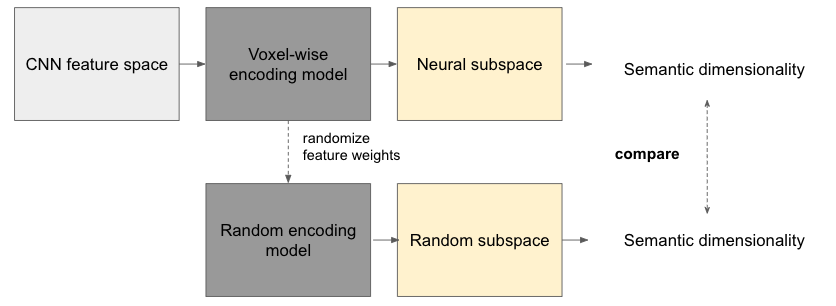 CNN feature space
Voxel-wise
encoding model
Neural subspace
Semantic dimensionality
randomize
feature weights
compare
Random encoding
model
Random subspace
Semantic dimensionality